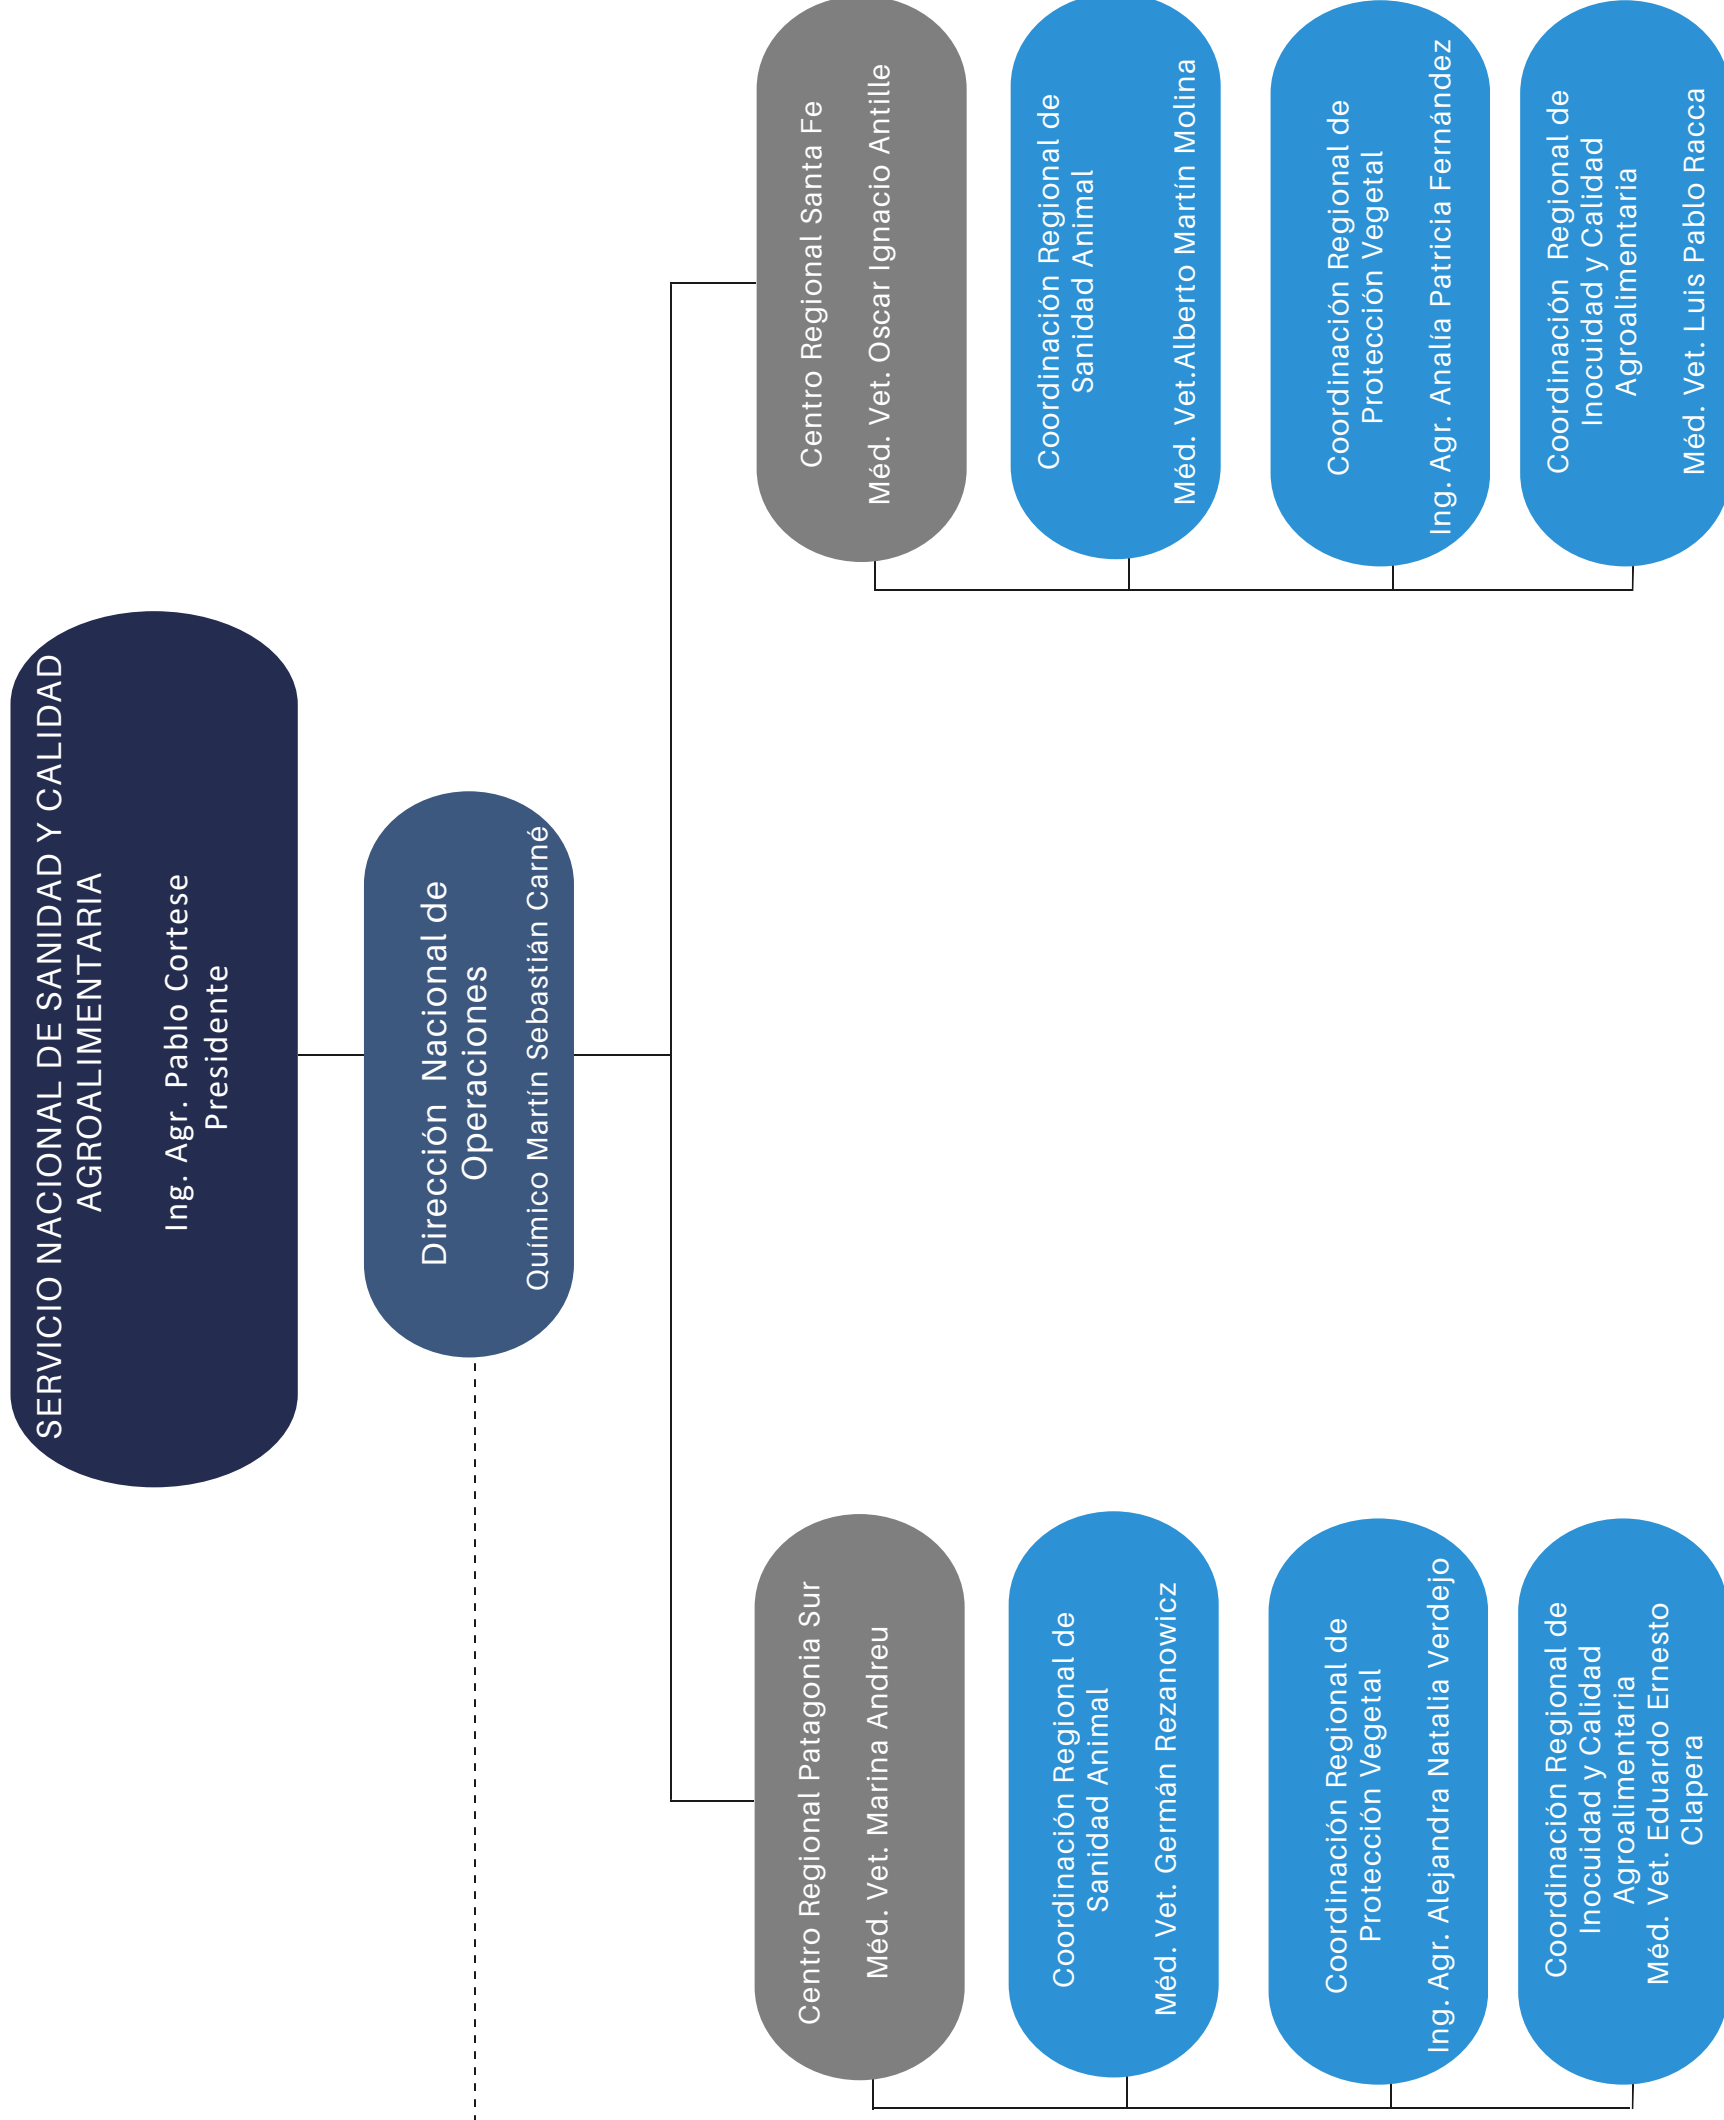 SERVICIO NACIONAL DE SANIDAD Y CALIDAD
AGROALIMENTARIA
Ing. Agr. Pablo Cortese
Presidente
Dirección Nacional de
Operaciones
Químico Martín Sebastián Carné
Centro Regional Patagonia Sur
Méd. Vet. Marina Andreu
Coordinación Regional de
Sanidad Animal
Méd. Vet. Germán Rezanowicz
Coordinación Regional de
Protección Vegetal
Ing. Agr. Alejandra Natalia Verdejo
Coordinación Regional de
Inocuidad y Calidad
Agroalimentaria
Méd. Vet. Eduardo Ernesto
Clapera
Centro Regional Santa Fe
Méd. Vet. Oscar Ignacio Antille
Coordinación Regional de
Sanidad Animal
Méd. Vet.Alberto Martín Molina
Coordinación Regional de
Protección Vegetal
Ing. Agr. Analía Patricia Fernández
Coordinación Regional de
Inocuidad y Calidad
Agroalimentaria
Méd. Vet. Luis Pablo Racca